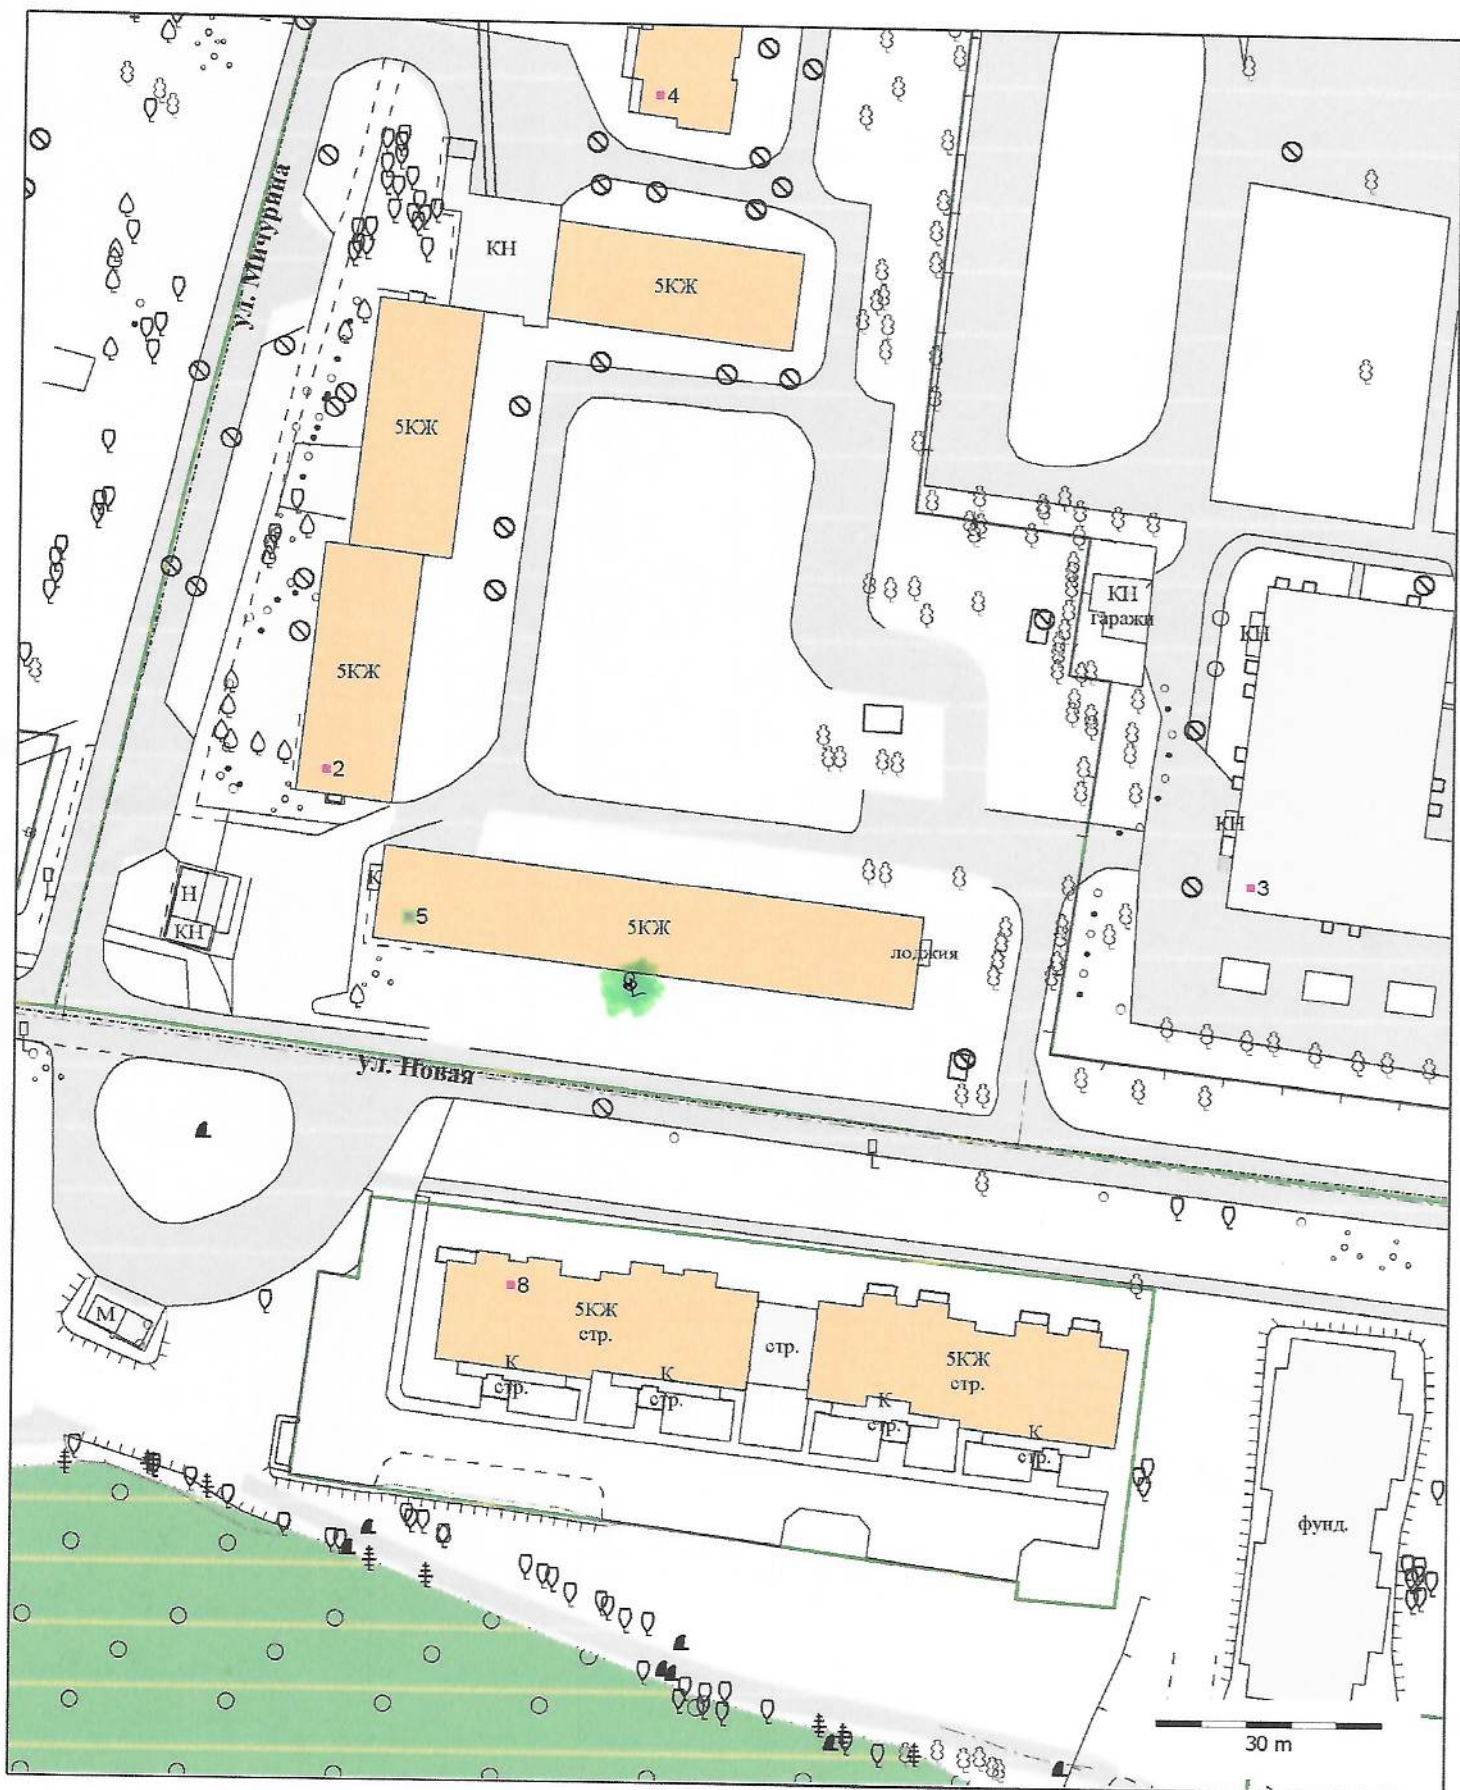 4
ул. Мичурина
КН
5КЖ
5КЖ
КН
гаражи
КН
5КЖ
2
КН
К
Н
3
5
5КЖ
КН
лоджия
ул. Новая
8
5КЖ
стр.
М
стр.
5КЖ
стр.
К
стр.
К
стр.
К
стр.
К
стр.
фунд.
30 m